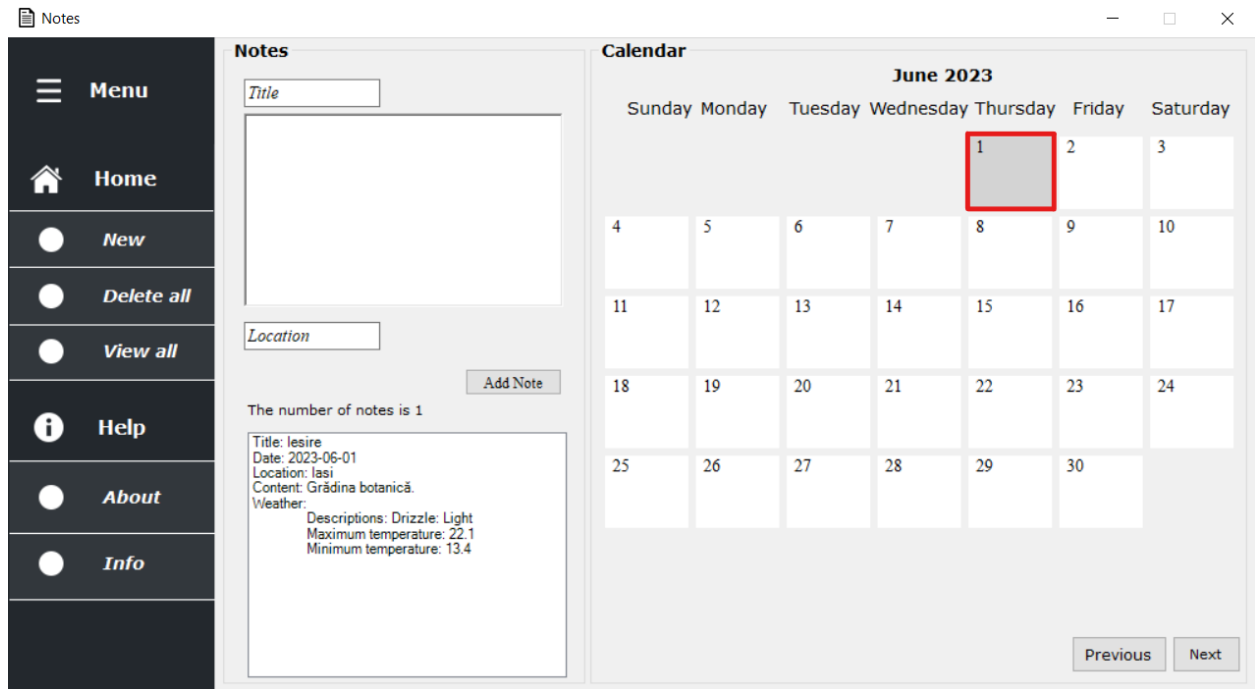 Notes
Menu
Home
New
Delete all
View all
Help
About
Info
Notes
Title
Location
Add Note
The number of notes is 1
Title: Iesire
Date: 2023-06-01
Location: Iasi
Content: Grădina botanică.
Weather:
Descriptions: Drizzle: Light
Maximum temperature: 22.1
Minimum temperature: 13.4
Calendar
June 2023
Sunday Monday Tuesday Wednesday Thursday Friday Saturday
1 2 3
4 5 6 7 8 9 10
11 12 13 14 15 16 17
18 19 20 21 22 23 24
25 26 27 28 29 30
Previous Next